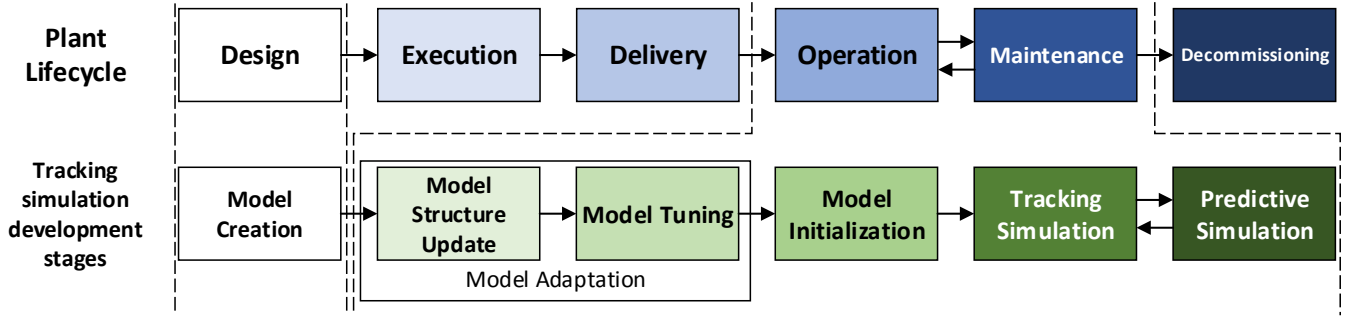 Plant
Lifecycle
Design
Execution
Delivery
Operation
Maintenance
Decommissioning
Tracking
simulation
development
stages
Model
Creation
Model
Structure
Update
Model Tuning
Model
Initialization
Tracking
Simulation
Predictive
Simulation
Model Adaptation